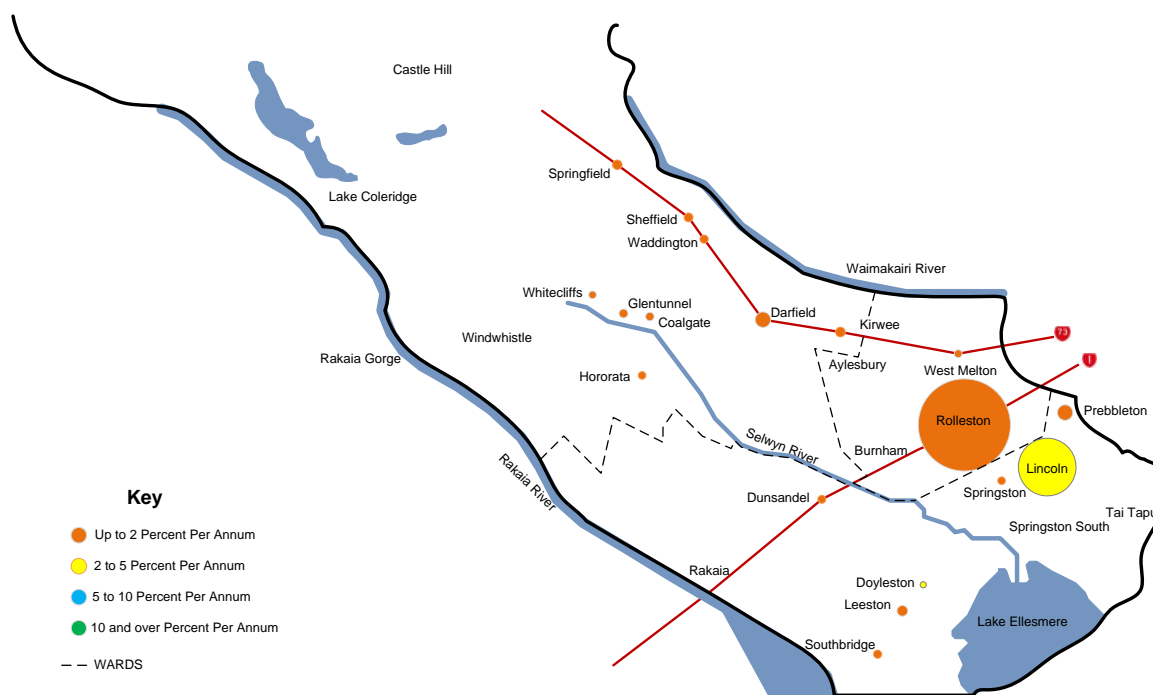 Castle Hill
Springfield
Lake Coleridge
Sheffield
Waddington
Waimakairi River
Whitecliffs
Glentunnel
Coalgate
Darfield
Kirwee
73
Windwhistle
Rakaia Gorge
Aylesbury
West Melton
1
Hororata
Prebbleton
Rolleston
Selwyn River
Burnham
Lincoln
Rakaia River
Springston
Key
Dunsandel
Tai Tapu
Springston South
Up to 2 Percent Per Annum
2 to 5 Percent Per Annum
Rakaia
Doyleston
5 to 10 Percent Per Annum
Leeston
Lake Ellesmere
10 and over Percent Per Annum
Southbridge
WARDS